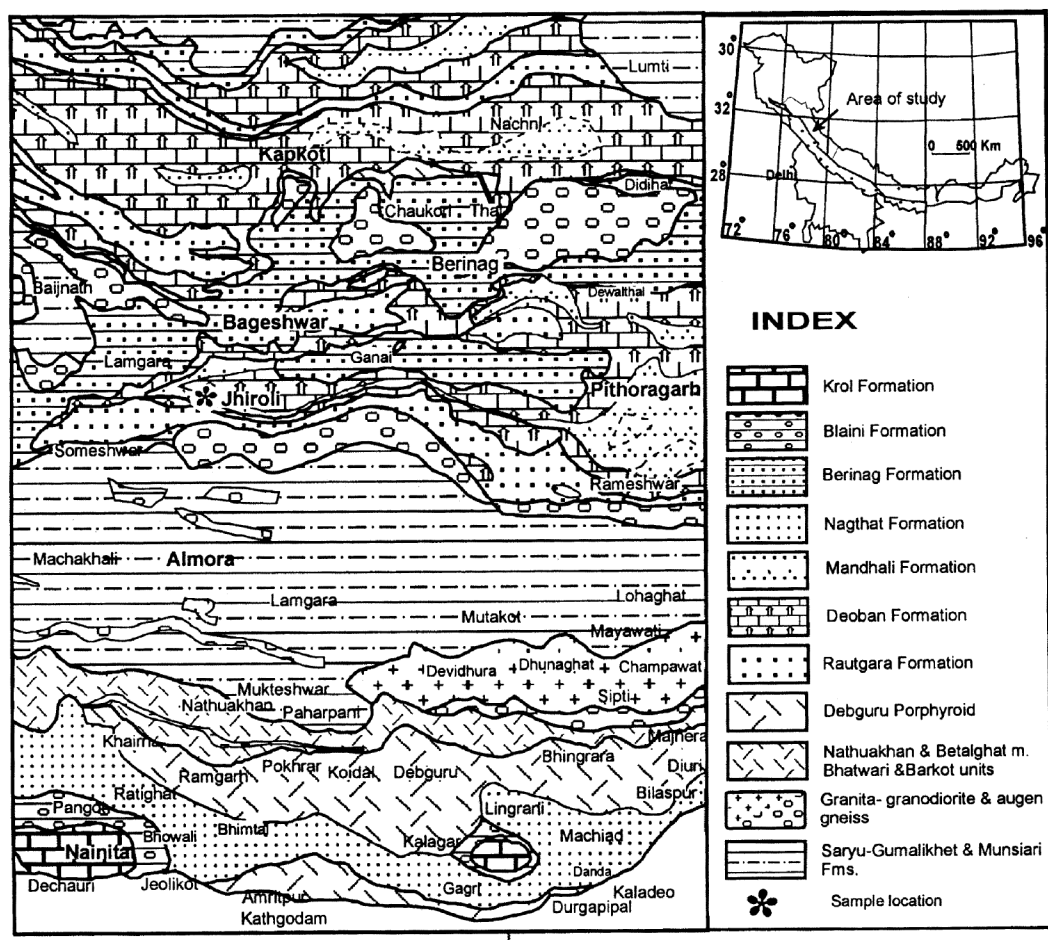 Lumti
Nachni
Kapkot
Didihat
Chaukori Thal
Berinag
Baijnath
Dewalthal
Bageshwar
Lamgara
Ganai
Pithoragarh
Jhiroli
Someshwar
Rameshwar
Machakhali
Almora
Lamgara
Lohaghat
Mutakot
Mayawati
Devidhura
Dhunaghat
Champawat
Mukteshwar
Sipti
Nathuakhan
Paharpani
Majhera
Khairna
Bhingrara
Pokhrar
Koidal
Debguru
Diuri
Ramgarh
Ratighat
Bilaspur
Pangot
Lingrarli
Bhowali
Bhimtal
Kalagar
Machiad
Nainital
Danda
Dechauri
Jeolikot
Gagri
Kaladeo
Amritpur
Durgapipal
Kathgodam
30°
32°
28°
Area of study
0 500 Km
Delhi
72° 76° 80° 84° 88° 92° 96°
INDEX
Krol Formation
Blaini Formation
Berinag Formation
Nagthat Formation
Mandhali Formation
Deoban Formation
Rautgara Formation
Debguru Porphyroid
Nathuakhan & Betalghat m.
Bhatwari &Barkot units
Granita- granodiorite & augen
gneiss
Saryu-Gumalikhet & Munsiari
Fms.
Sample location